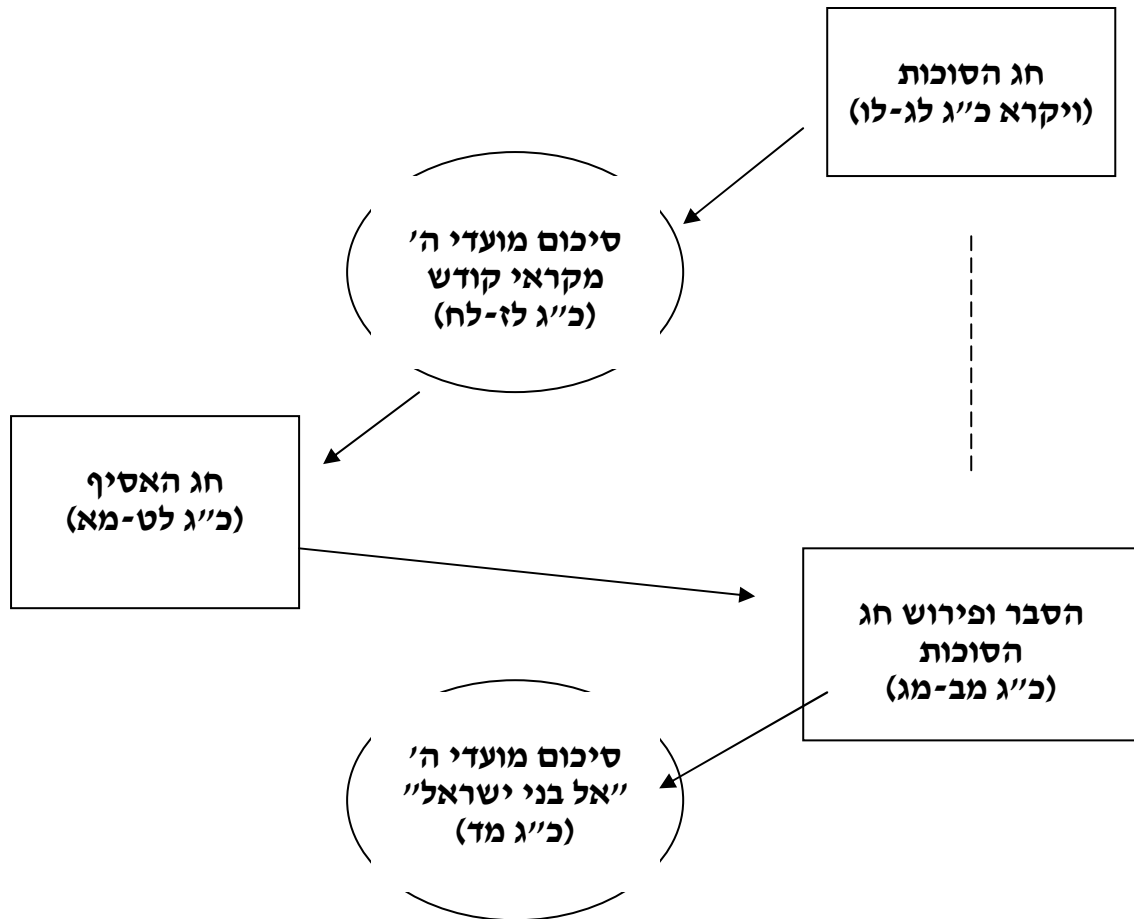 חג הסוכות
(ויקרא כ״ג לג-לו)
סיכום מועדי ה׳
מקראי קודש
(כ״ג לז-לח)
חג האסיף
(כ״ג לט-מא)
הסבר ופירוש חג
הסוכות
(כ״ג מב-מג)
סיכום מועדי ה׳
״אל בני ישראל״
(כ״ג מד)